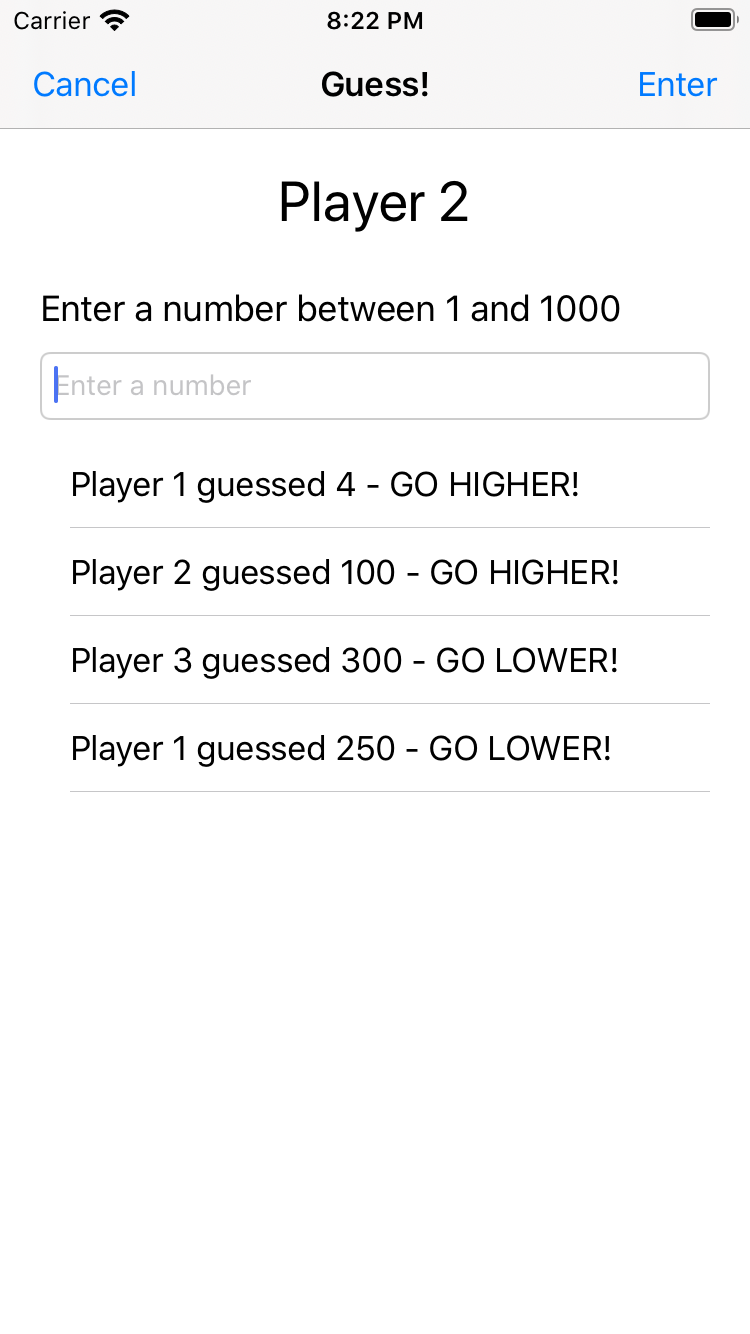 Carrier 8:22 PM
Cancel Guess! Enter
Player 2
Enter a number between 1 and 1000
Enter a number
Player 1 guessed 4 - GO HIGHER!
Player 2 guessed 100 - GO HIGHER!
Player 3 guessed 300 - GO LOWER!
Player 1 guessed 250 - GO LOWER!